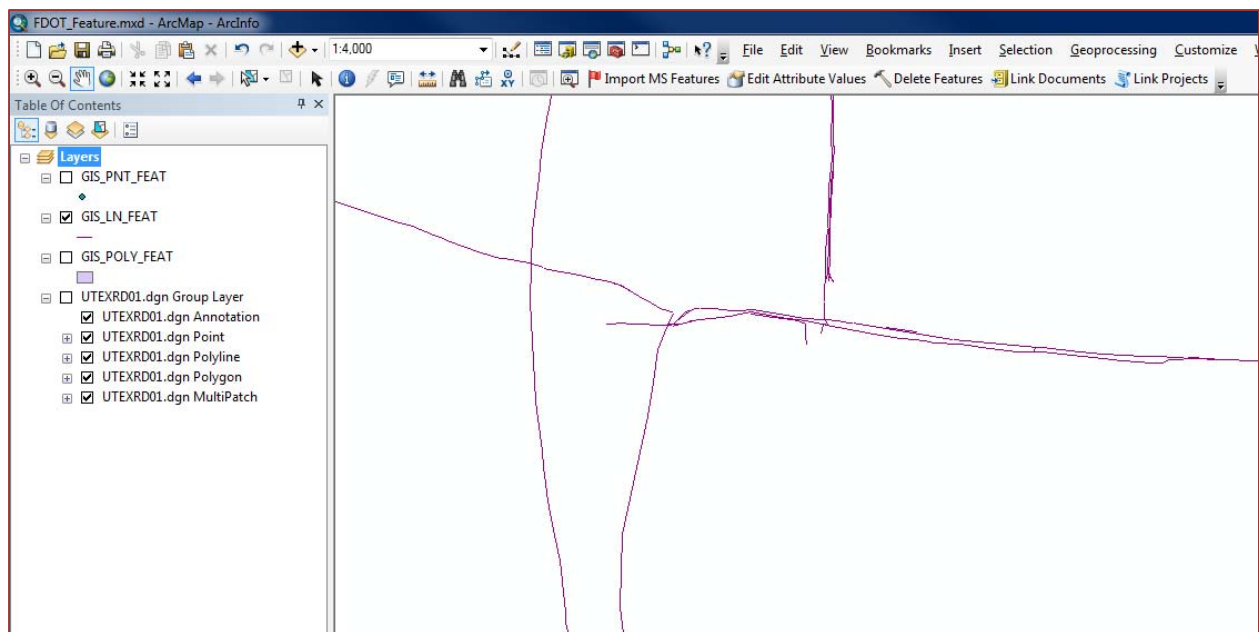 FDOT_Feature.mxd - ArcMap - ArcInfo
1:4,000 File Edit View Bookmarks Insert Selection Geoprocessing Customize
Import MS Features Edit Attribute Values Delete Features Link Documents Link Projects
Table Of Contents
Layers
GIS_PNT_FEAT
GIS_LN_FEAT
GIS_POLY_FEAT
UTEXRD01.dgn Group Layer
UTEXRD01.dgn Annotation
UTEXRD01.dgn Point
UTEXRD01.dgn Polyline
UTEXRD01.dgn Polygon
UTEXRD01.dgn MultiPatch